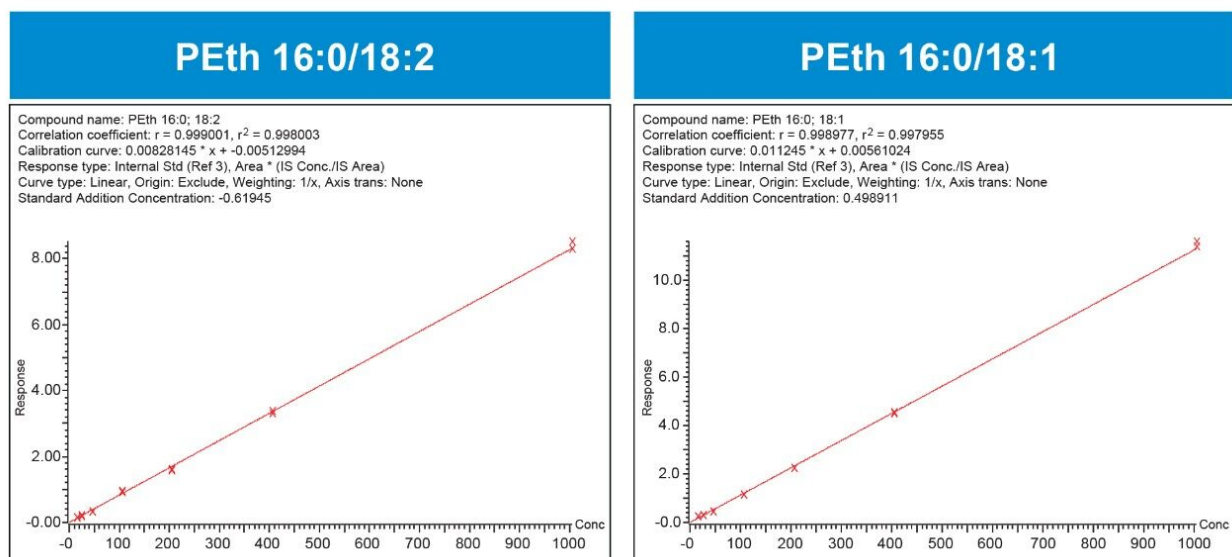 PEth 16:0/18:2
Compound name: PEth 16:0; 18:2
Correlation coefficient: r = 0.999001, r² = 0.998003
Calibration curve: 0.00828145 * x + -0.00512994
Response type: Internal Std (Ref 3), Area * (IS Conc./IS Area)
Curve type: Linear, Origin: Exclude, Weighting: 1/x, Axis trans: None
Standard Addition Concentration: -0.61945
8.00
6.00
4.00
2.00
-0.00
Response
-0 100 200 300 400 500 600 700 800 900 1000
Conc
PEth 16:0/18:1
Compound name: PEth 16:0; 18:1
Correlation coefficient: r = 0.998977, r² = 0.997955
Calibration curve: 0.011245 * x + 0.00561024
Response type: Internal Std (Ref 3), Area * (IS Conc./IS Area)
Curve type: Linear, Origin: Exclude, Weighting: 1/x, Axis trans: None
Standard Addition Concentration: 0.498911
10.0
8.0
6.0
4.0
2.0
-0.0
Response
-0 100 200 300 400 500 600 700 800 900 1000
Conc